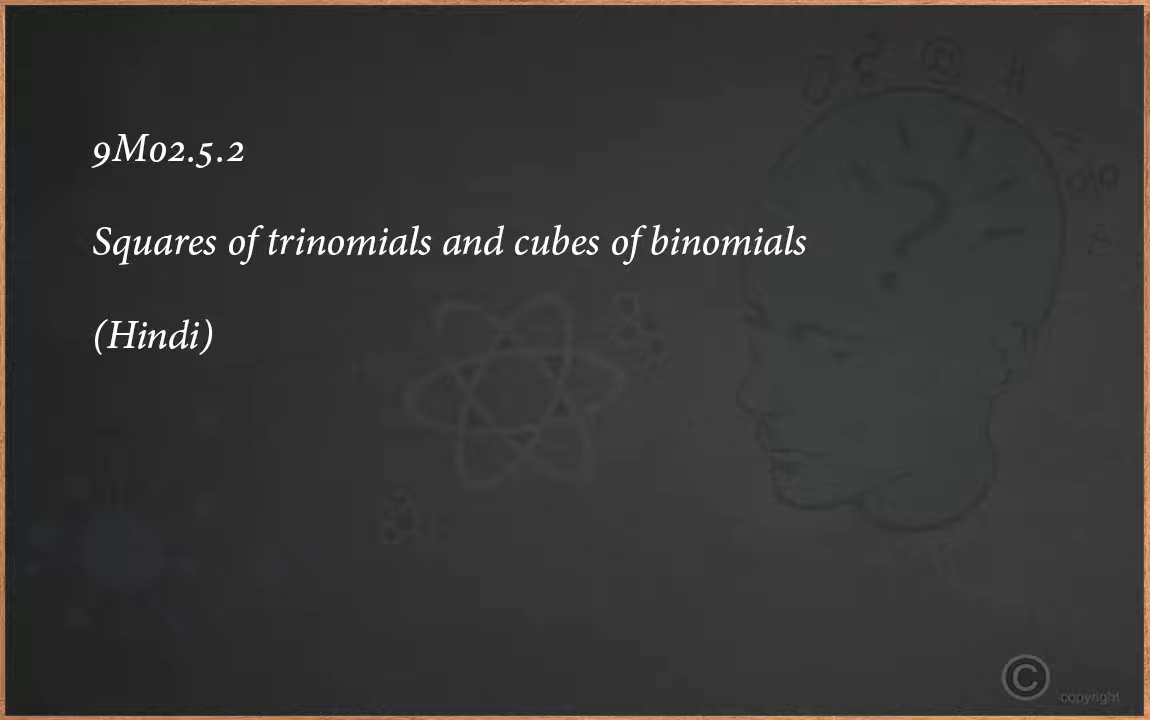 9M02.5.2
Squares of trinomials and cubes of binomials
(Hindi)
© copyright